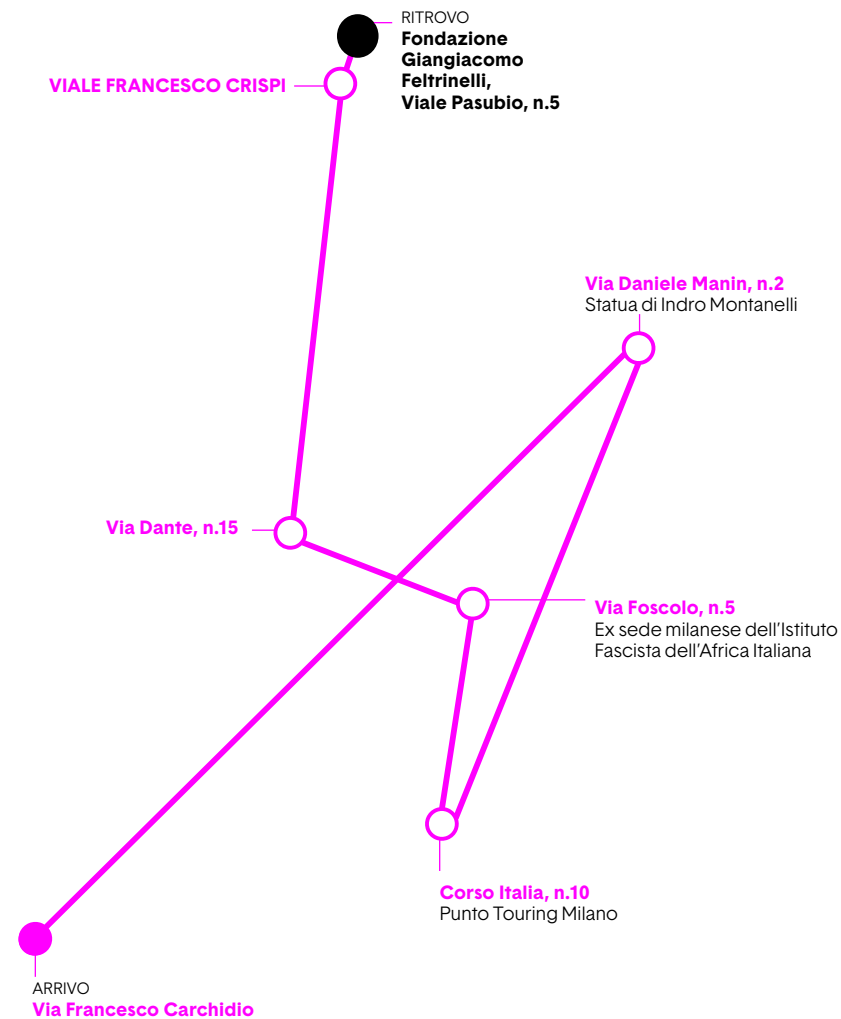 RITROVO
Fondazione
Giangiacomo
Feltrinelli,
Viale Pasubio, n.5
VIALE FRANCESCO CRISPI
Via Daniele Manin, n.2
Statua di Indro Montanelli
Via Dante, n.15
Via Foscolo, n.5
Ex sede milanese dell’Istituto
Fascista dell’Africa Italiana
Corso Italia, n.10
Punto Touring Milano
ARRIVO
Via Francesco Carchidio